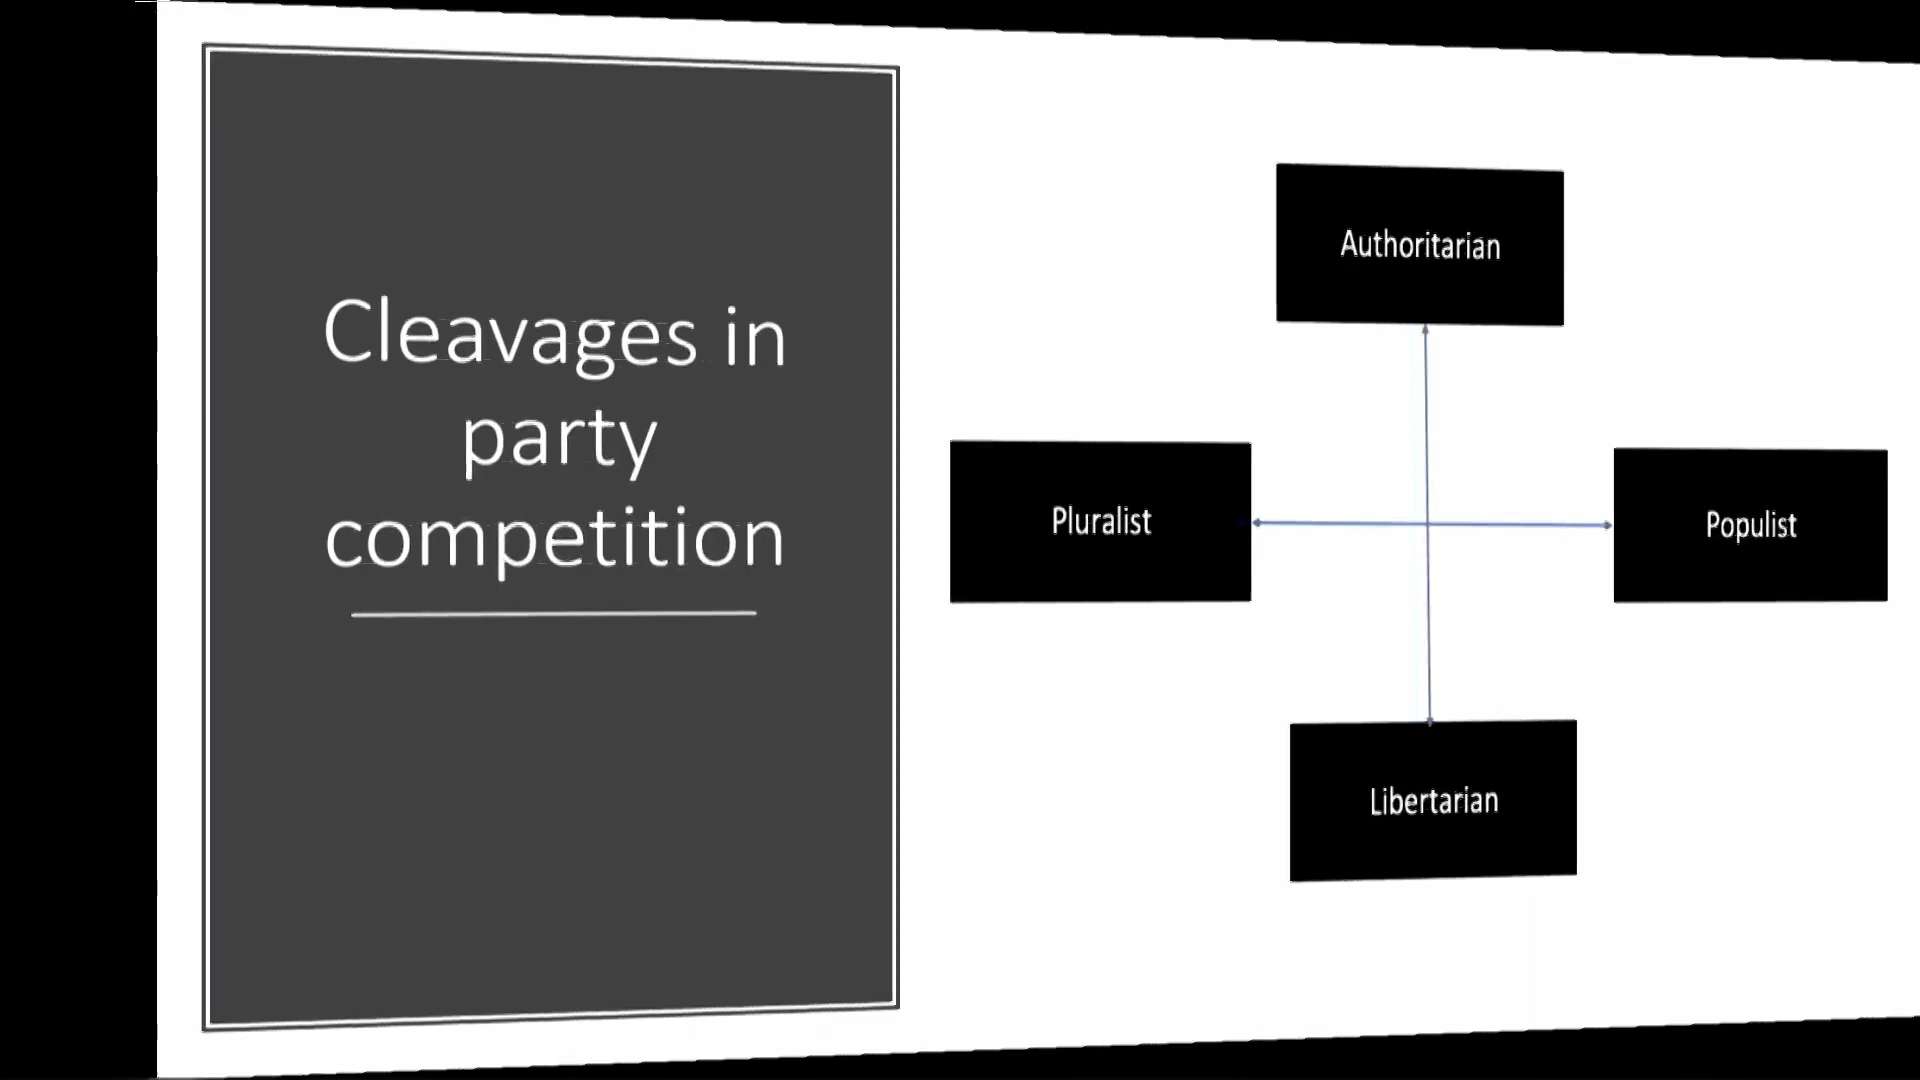 Cleavages in
party
competition
Authoritarian
Pluralist
Populist
Libertarian